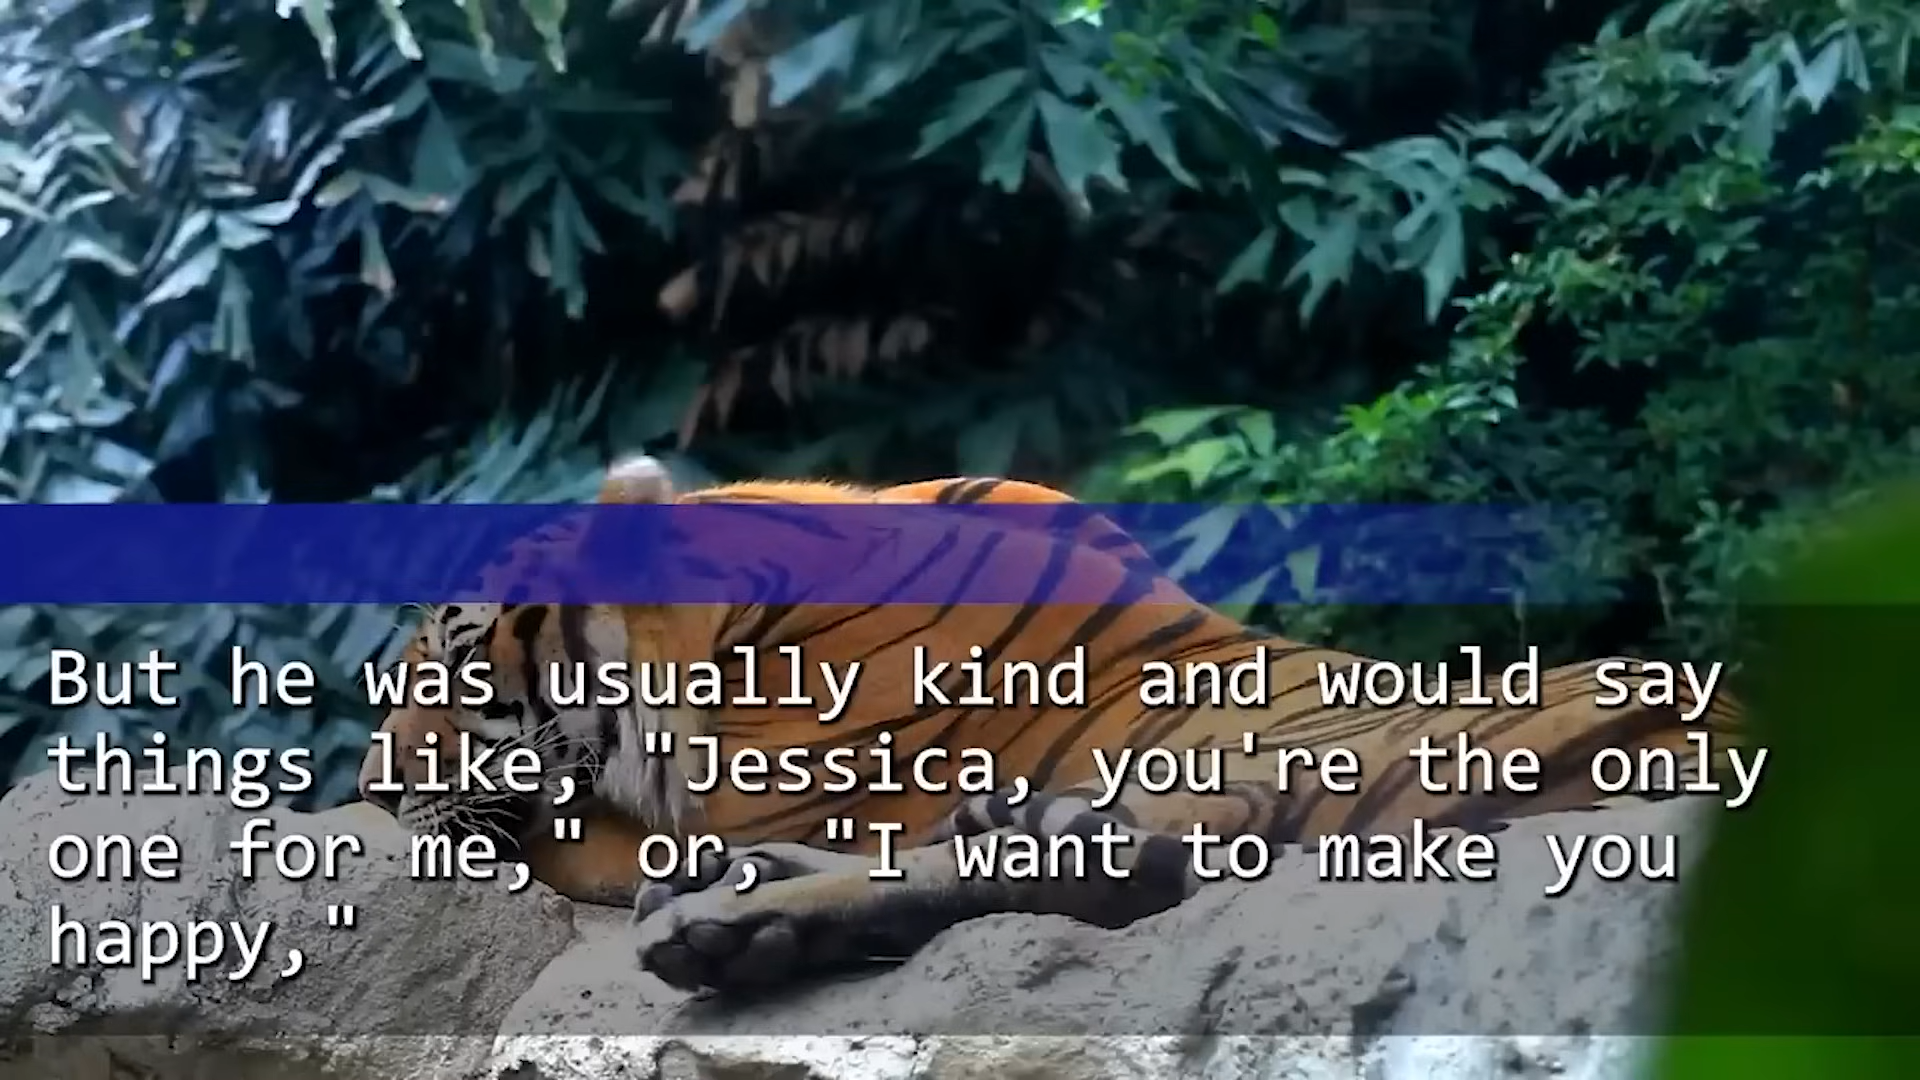 But he was usually kind and would say
things like, "Jessica, you're the only
one for me," or, "I want to make you
happy,"